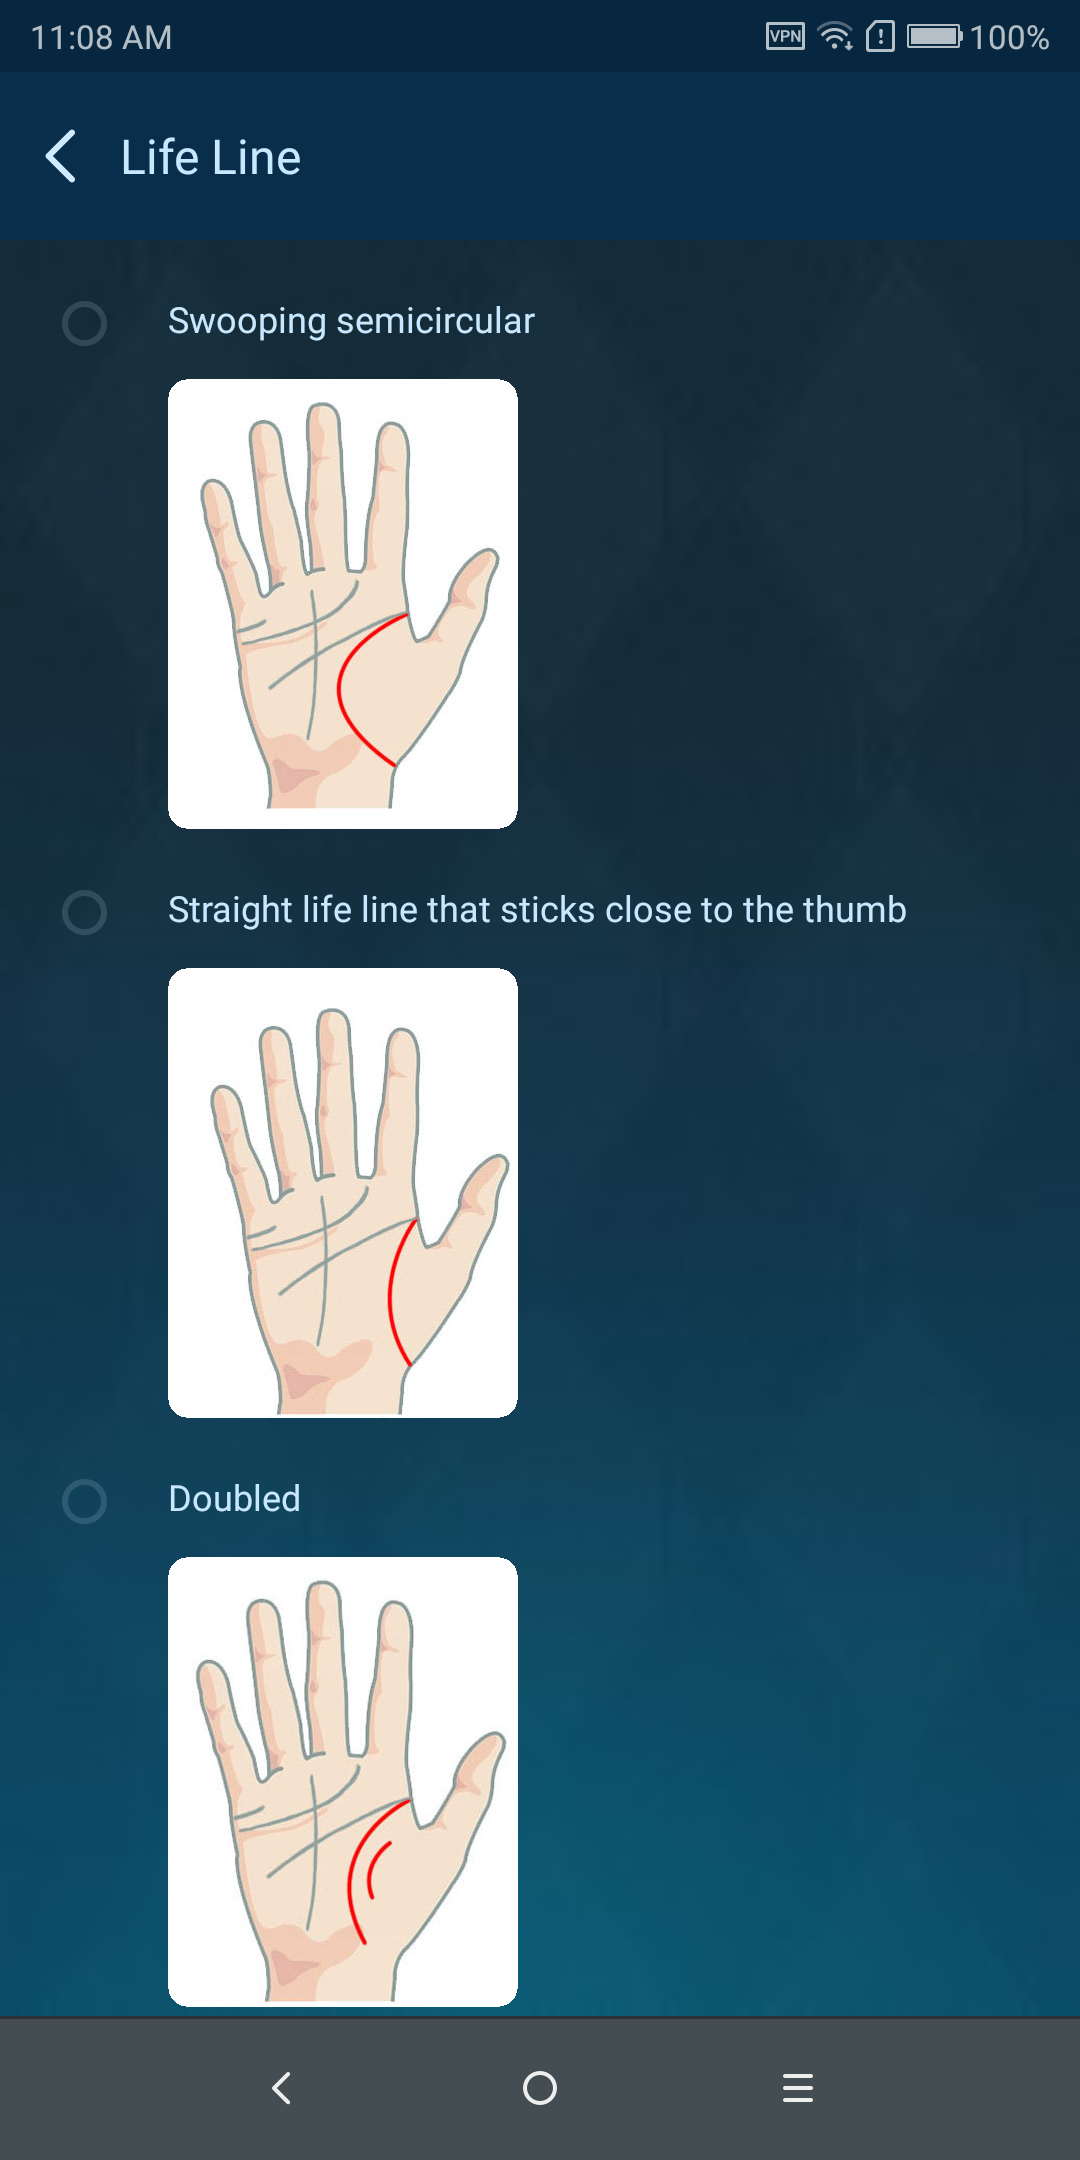 11:08 AM
VPN
100%
Life Line
Swooping semicircular
Straight life line that sticks close to the thumb
Doubled